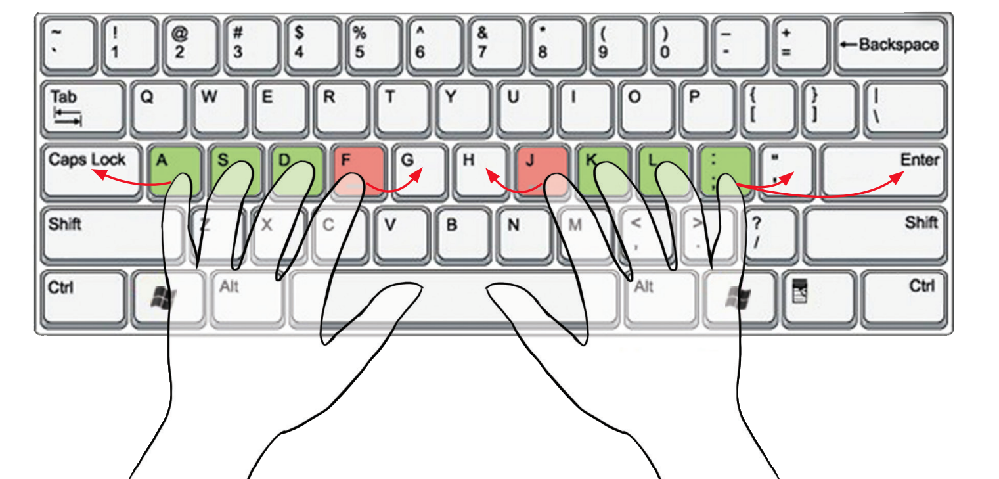 ~ ! @ # $ % ^ & * ( ) – +
` 1 2 3 4 5 6 7 8 9 0 - = ←Backspace
Tab Q W E R T Y U I O P { } |
[ ] \
Caps Lock A S D F G H J K L : " Enter
; '
Shift Z X C V B N M < > ? Shift
, . /
Ctrl Alt Alt Ctrl